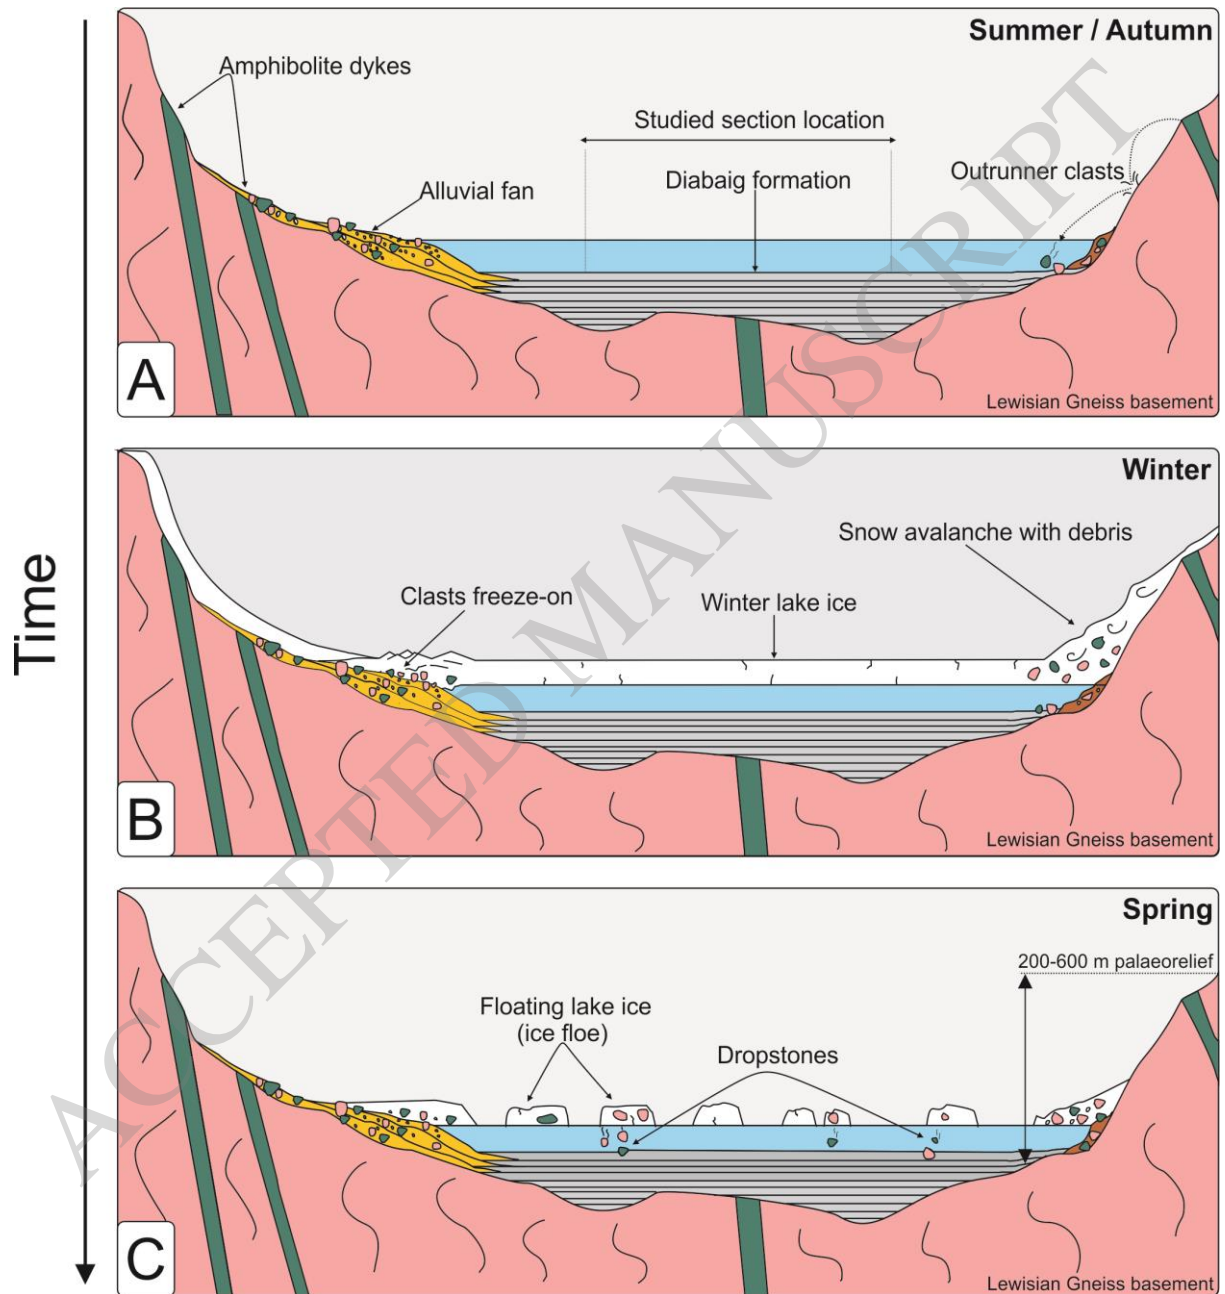 Time
Summer / Autumn
Amphibolite dykes
Studied section location
Outrunner clasts
Diabaig formation
Alluvial fan
A
Lewisian Gneiss basement
Winter
Snow avalanche with debris
Clasts freeze-on
Winter lake ice
B
Lewisian Gneiss basement
Spring
200-600 m palaeorelief
Floating lake ice
(ice floe)
Dropstones
C
Lewisian Gneiss basement
ACCEPTED MANUSCRIPT